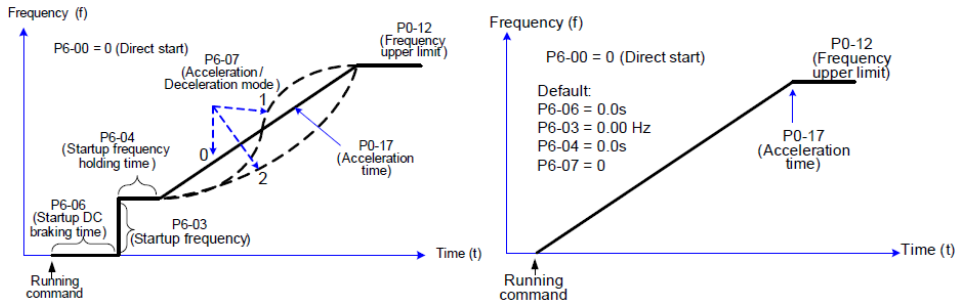 Frequency (f)
P6-00 = 0 (Direct start)
P0-12
(Frequency
upper limit)
P6-07
(Acceleration/
Deceleration mode)
1
0
2
P6-04
(Startup frequency
holding time)
P0-17
(Acceleration
time)
P6-06
(Startup DC
braking time)
P6-03
(Startup frequency)
Time (t)
Running
command
Frequency (f)
P6-00 = 0 (Direct start)
P0-12
(Frequency
upper limit)
Default:
P6-06 = 0.0s
P6-03 = 0.00 Hz
P6-04 = 0.0s
P6-07 = 0
P0-17
(Acceleration
time)
Time (t)
Running
command